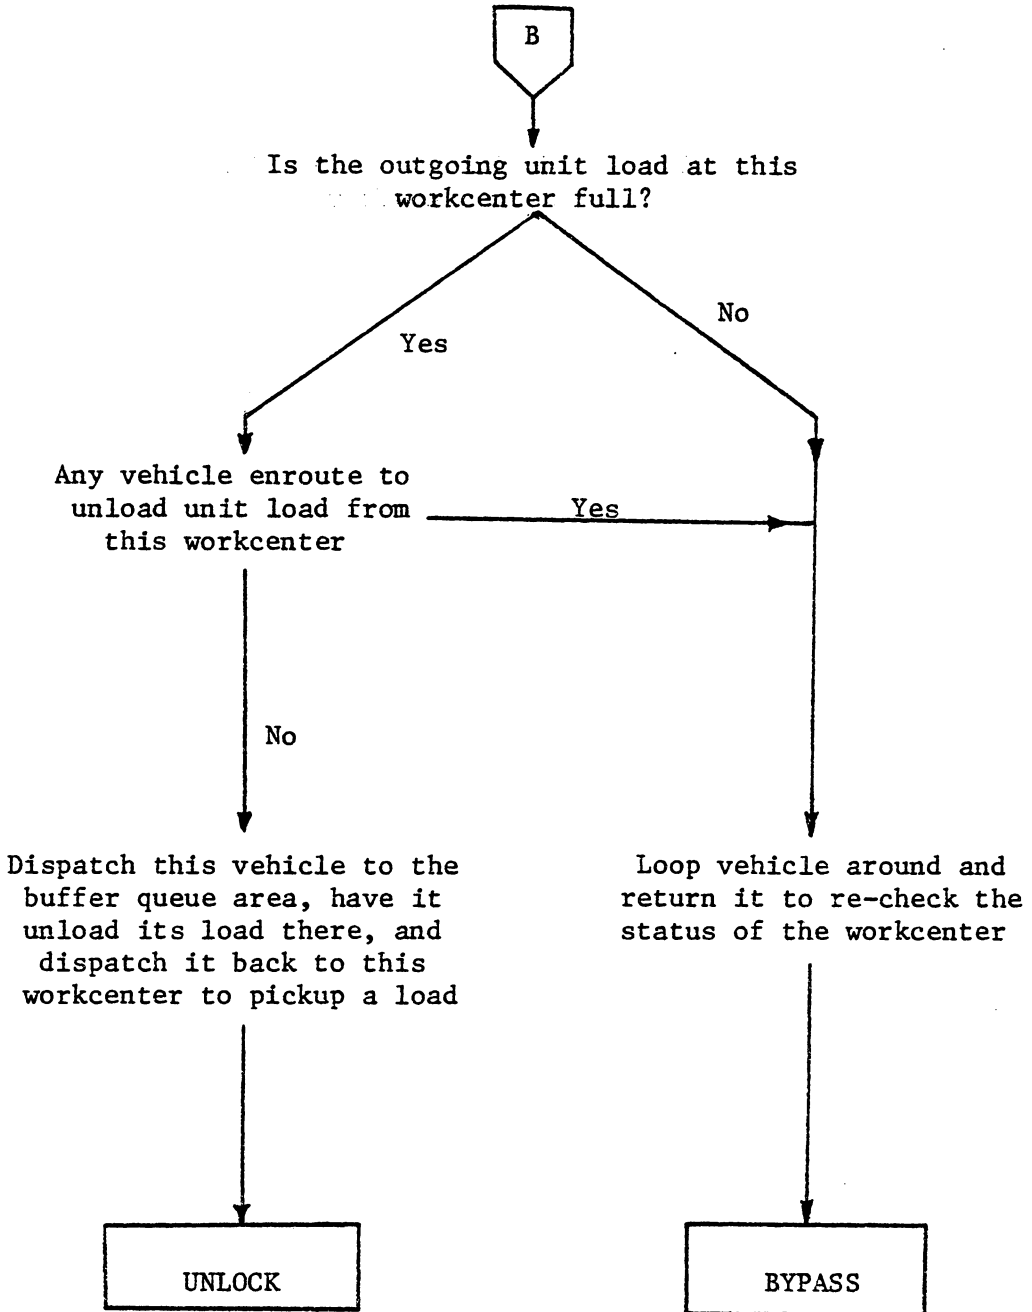 B
Is the outgoing unit load at this
workcenter full?
No
Yes
Any vehicle enroute to
unload unit load from
this workcenter
Yes
No
Dispatch this vehicle to the
buffer queue area, have it
unload its load there, and
dispatch it back to this
workcenter to pickup a load
Loop vehicle around and
return it to re-check the
status of the workcenter
UNLOCK
BYPASS